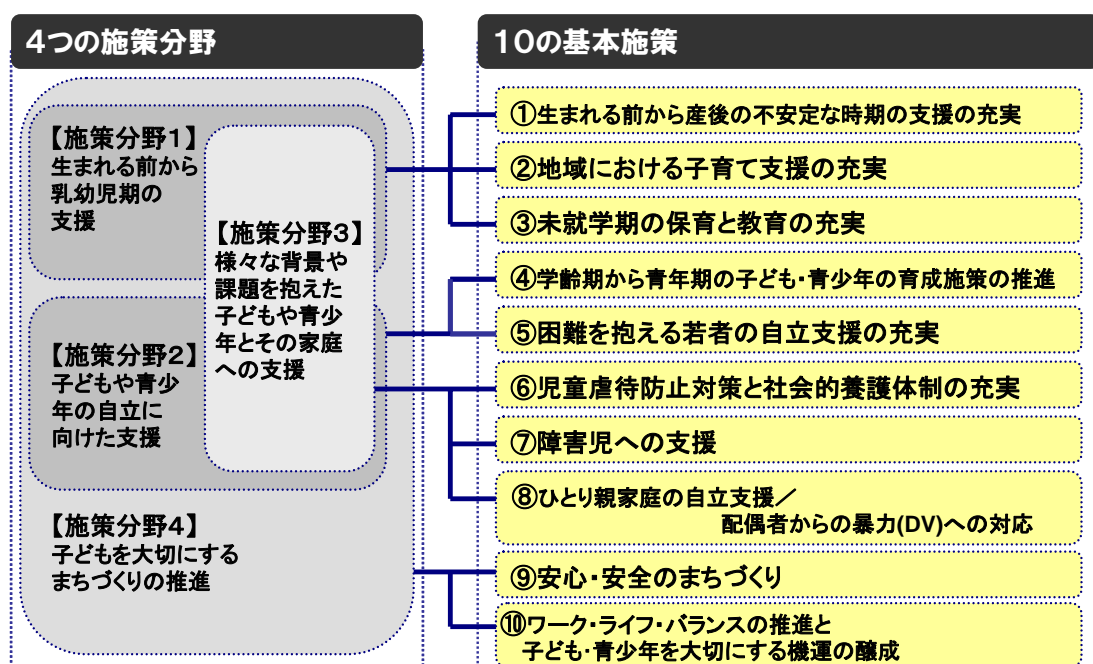 4つの施策分野
【施策分野1】
生まれる前から
乳幼児期の
支援
【施策分野3】
様々な背景や
課題を抱えた
子どもや青少
年とその家庭
への支援
【施策分野2】
子どもや青少
年の自立に
向けた支援
【施策分野4】
子どもを大切にする
まちづくりの推進
10の基本施策
①生まれる前から産後の不安定な時期の支援の充実
②地域における子育て支援の充実
③未就学期の保育と教育の充実
④学齢期から青年期の子ども・青少年の育成施策の推進
⑤困難を抱える若者の自立支援の充実
⑥児童虐待防止対策と社会的養護体制の充実
⑦障害児への支援
⑧ひとり親家庭の自立支援／
配偶者からの暴力(DV)への対応
⑨安心・安全のまちづくり
⑩ワーク・ライフ・バランスの推進と
子ども・青少年を大切にする機運の醸成